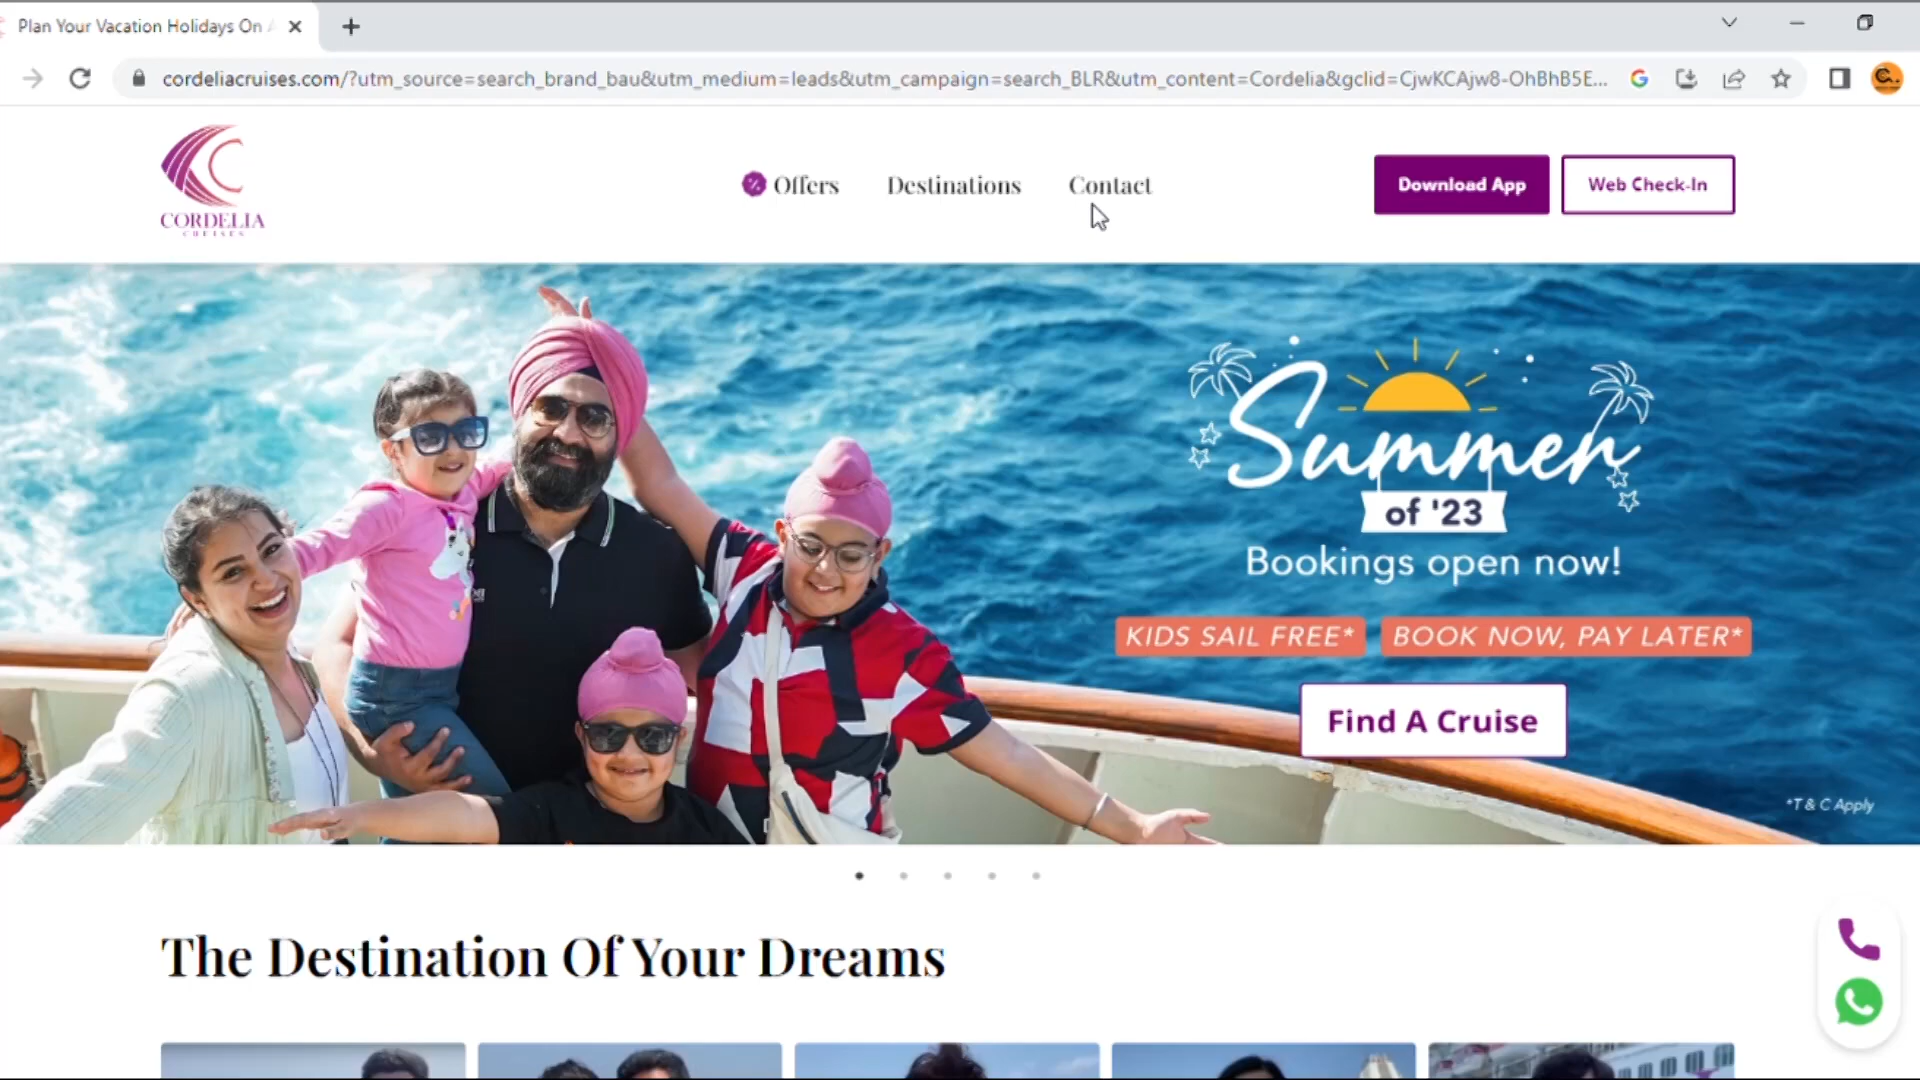 Plan Your Vacation Holidays On
cordeliacruises.com/?utm_source=search_brand_bau&utm_medium=leads&utm_campaign=search_BLR&utm_content=Cordelia&gclid=CjwKCAjw8-OhBhB5E...
CORDELIA
CRUISES
Offers
Destinations
Contact
Download App
Web Check-In
Summer
of '23
Bookings open now!
KIDS SAIL FREE*
BOOK NOW, PAY LATER*
Find A Cruise
*T & C Apply
The Destination Of Your Dreams